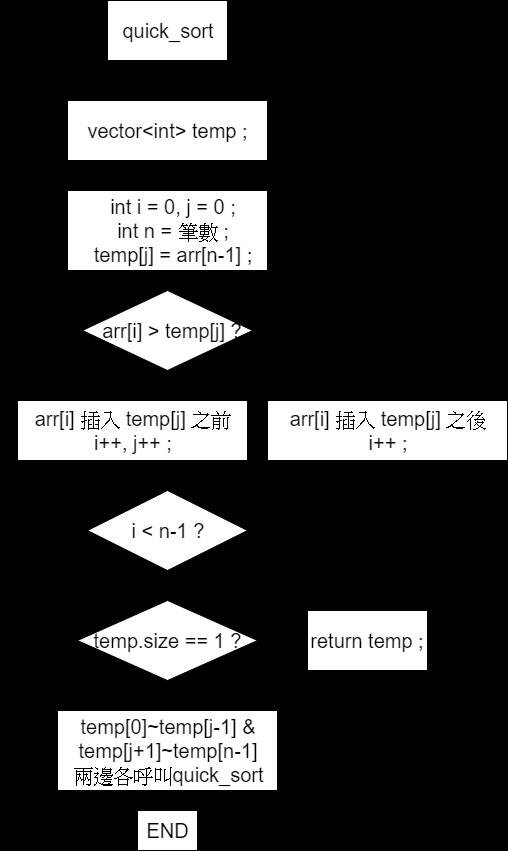 quick_sort
vector<int> temp ;
int i = 0, j = 0 ;
int n = 筆數 ;
temp[j] = arr[n-1] ;
arr[i] > temp[j] ?
arr[i] 插入 temp[j] 之前
i++, j++ ;
arr[i] 插入 temp[j] 之後
i++ ;
i < n-1 ?
temp.size == 1 ?
return temp ;
temp[0]~temp[j-1] &
temp[j+1]~temp[n-1]
兩邊各呼叫quick_sort
END